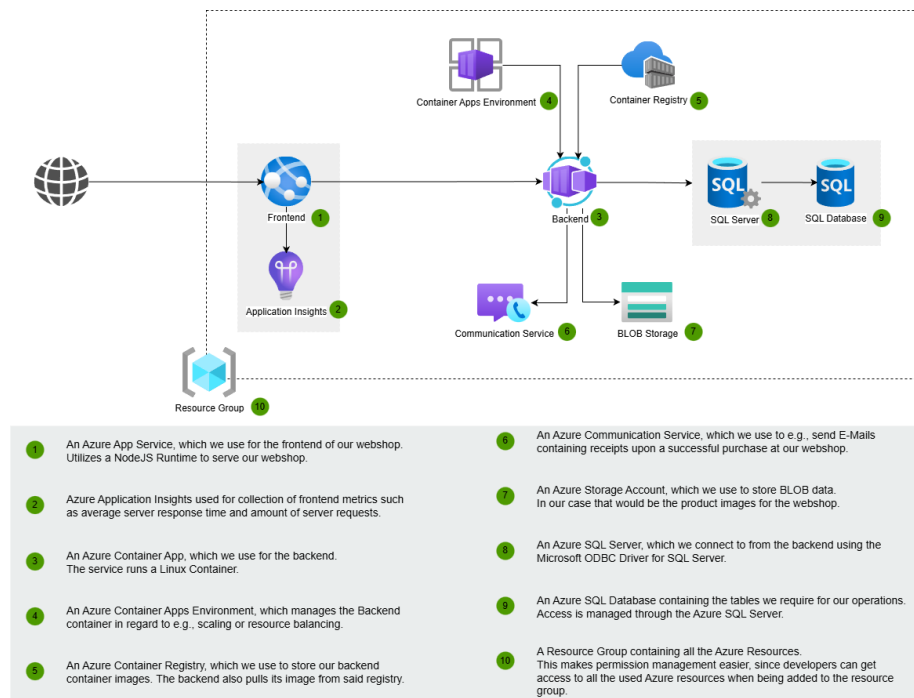 Container Apps Environment
4
Container Registry
5
Frontend
1
Backend
3
SQL
SQL Server
8
SQL
SQL Database
9
Application Insights
2
Communication Service
6
BLOB Storage
7
Resource Group
10
1
An Azure App Service, which we use for the frontend of our webshop.
Utilizes a NodeJS Runtime to serve our webshop.
2
Azure Application Insights used for collection of frontend metrics such
as average server response time and amount of server requests.
3
An Azure Container App, which we use for the backend.
The service runs a Linux Container.
4
An Azure Container Apps Environment, which manages the Backend
container in regard to e.g., scaling or resource balancing.
5
An Azure Container Registry, which we use to store our backend
container images. The backend also pulls its image from said registry.
6
An Azure Communication Service, which we use to e.g., send E-Mails
containing receipts upon a successful purchase at our webshop.
7
An Azure Storage Account, which we use to store BLOB data.
In our case that would be the product images for the webshop.
8
An Azure SQL Server, which we connect to from the backend using the
Microsoft ODBC Driver for SQL Server.
9
An Azure SQL Database containing the tables we require for our operations.
Access is managed through the Azure SQL Server.
10
A Resource Group containing all the Azure Resources.
This makes permission management easier, since developers can get
access to all the used Azure resources when being added to the resource
group.